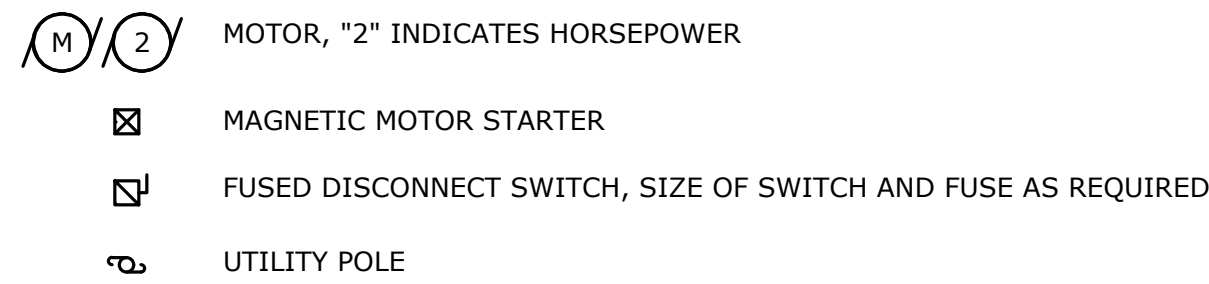 M 2 MOTOR, "2" INDICATES HORSEPOWER
MAGNETIC MOTOR STARTER
FUSED DISCONNECT SWITCH, SIZE OF SWITCH AND FUSE AS REQUIRED
UTILITY POLE